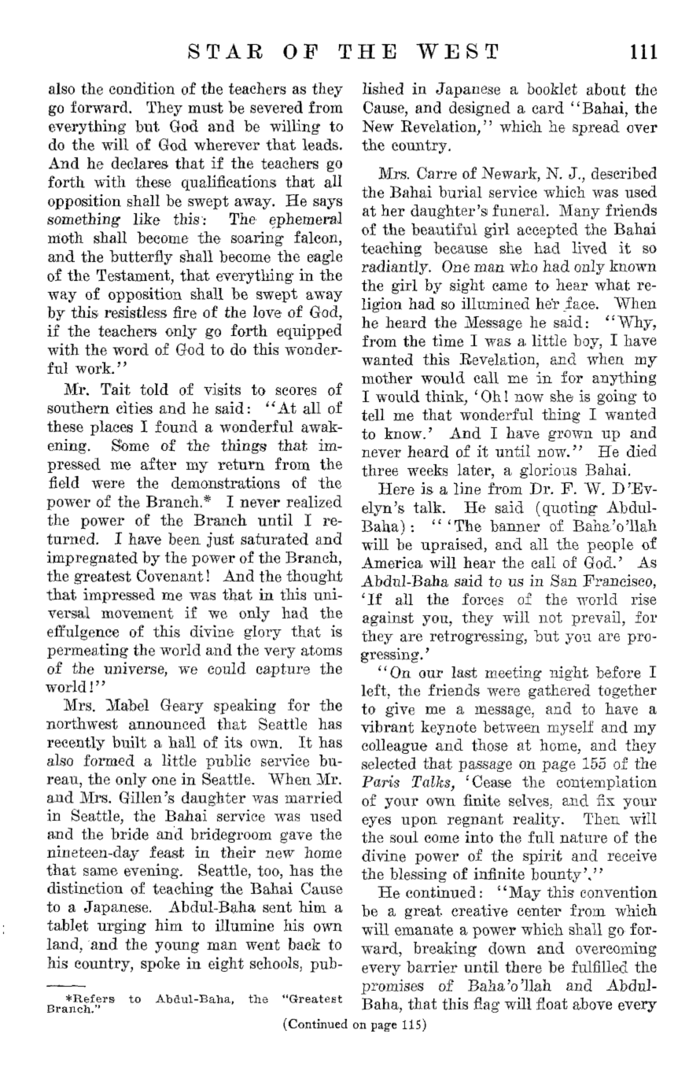 STAR OF THE WEST 111
also the condition of the teachers as they
go forward. They must be severed from
everything but God and be willing to
do the will of God wherever that leads.
And he declares that if the teachers go
forth with these qualifications that all
opposition shall be swept away. He says
something like this: The ephemeral
moth shall become the soaring falcon,
and the butterfly shall become the eagle
of the Testament, that everything in the
way of opposition shall be swept away
by this resistless fire of the love of God,
if the teachers only go forth equipped
with the word of God to do this wonder-
ful work."
Mr. Tait told of visits to scores of
southern cities and he said: "At all of
these places I found a wonderful awak-
ening. Some of the things that im-
pressed me after my return from the
field were the demonstrations of the
power of the Branch.* I never realized
the power of the Branch until I re-
turned. I have been just saturated and
impregnated by the power of the Branch,
the greatest Covenant! And the thought
that impressed me was that in this uni-
versal movement if we only had the
effulgence of this divine glory that is
permeating the world and the very atoms
of the universe, we could capture the
world!"
Mrs. Mabel Geary speaking for the
northwest announced that Seattle has
recently built a hall of its own. It has
also formed a little public service bu-
reau, the only one in Seattle. When Mr.
and Mrs. Gillen's daughter was married
in Seattle, the Bahai service was used
and the bride and bridegroom gave the
nineteen-day feast in their new home
that same evening. Seattle, too, has the
distinction of teaching the Bahai Cause
to a Japanese. Abdul-Baha sent him a
tablet urging him to illumine his own
land, and the young man went back to
his country, spoke in eight schools, pub-
*Refers to Abdul-Baha, the "Greatest
Branch."
lished in Japanese a booklet about the
Cause, and designed a card "Bahai, the
New Revelation," which he spread over
the country.
Mrs. Carre of Newark, N. J., described
the Bahai burial service which was used
at her daughter's funeral. Many friends
of the beautiful girl accepted the Bahai
teaching because she had lived it so
radiantly. One man who had only known
the girl by sight came to hear what re-
ligion had so illumined her face. When
he heard the Message he said: "Why,
from the time I was a little boy, I have
wanted this Revelation, and when my
mother would call me in for anything
I would think, 'Oh! now she is going to
tell me that wonderful thing I wanted
to know.' And I have grown up and
never heard of it until now." He died
three weeks later, a glorious Bahai.
Here is a line from Dr. F. W. D'Ev-
elyn's talk. He said (quoting Abdul-
Baha): "'The banner of Baha'o'llah
will be upraised, and all the people of
America will hear the call of God.' As
Abdul-Baha said to us in San Francisco,
'If all the forces of the world rise
against you, they will not prevail, for
they are retrogressing, but you are pro-
gressing.'
"On our last meeting night before I
left, the friends were gathered together
to give me a message, and to have a
vibrant keynote between myself and my
colleague and those at home, and they
selected that passage on page 155 of the
Paris Talks, 'Cease the contemplation
of your own finite selves, and fix your
eyes upon regnant reality. Then will
the soul come into the full nature of the
divine power of the spirit and receive
the blessing of infinite bounty'."
He continued: "May this convention
be a great creative center from which
will emanate a power which shall go for-
ward, breaking down and overcoming
every barrier until there be fulfilled the
promises of Baha'o'llah and Abdul-
Baha, that this flag will float above every
(Continued on page 115)